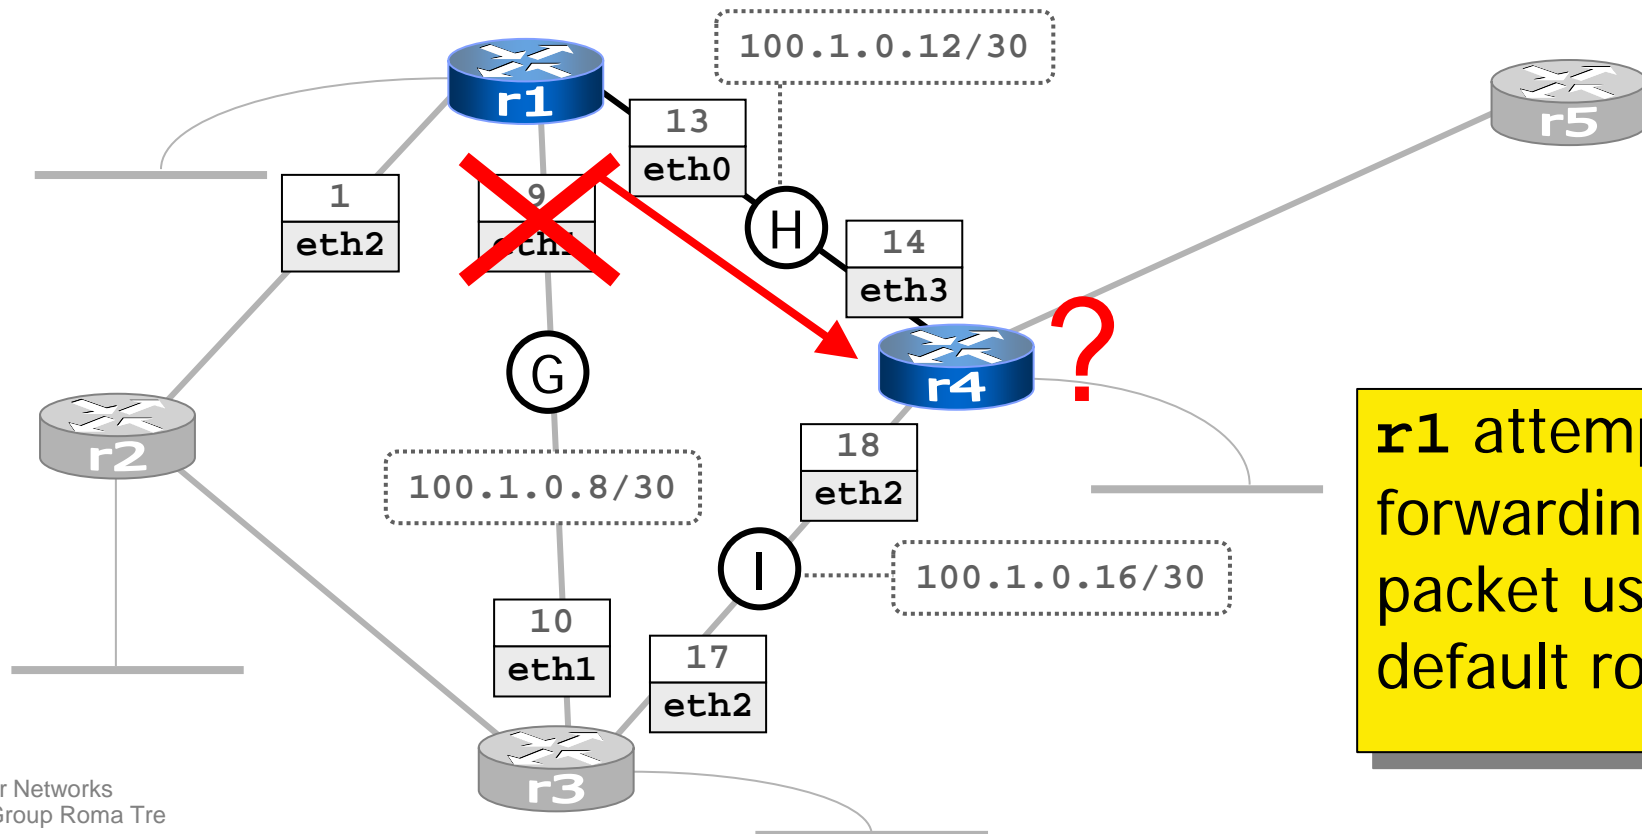 100.1.0.12/30
r1
r5
13
eth0
1
eth2
9
eth1
H
14
eth3
G
r4
?
r2
18
eth2
100.1.0.8/30
I
100.1.0.16/30
10
eth1
17
eth2
r3
r1 attemp
forwardin
packet us
default ro
r Networks
Group Roma Tre